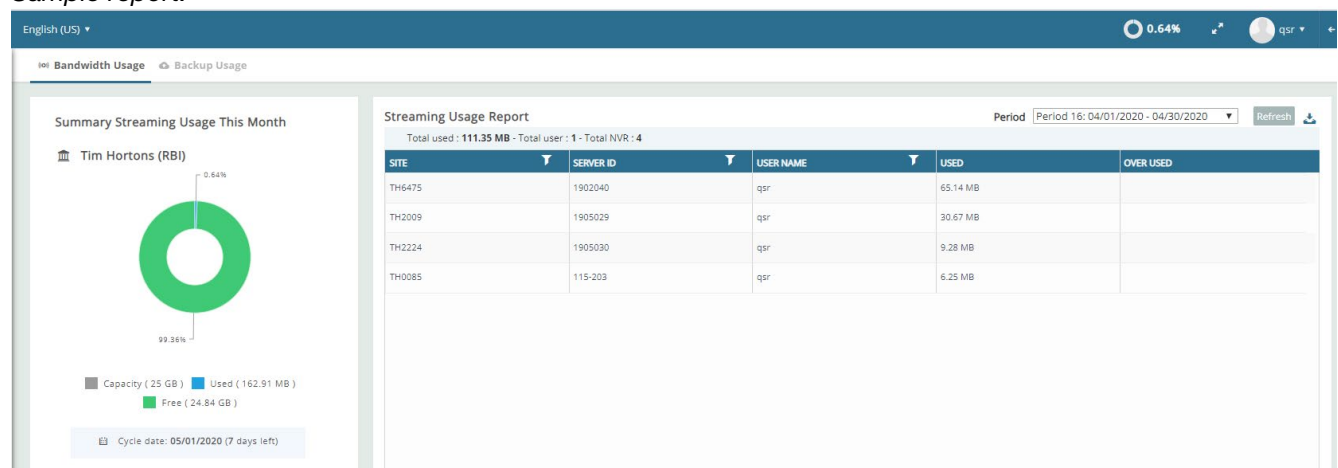 Sample report:
English (US)
0.64%
qsr
Bandwidth Usage
Backup Usage
Summary Streaming Usage This Month
Tim Hortons (RBI)
0.64%
99.36%
Capacity ( 25 GB ) Used ( 162.91 MB )
Free ( 24.84 GB )
Cycle date: 05/01/2020 (7 days left)
Streaming Usage Report
Period Period 16: 04/01/2020 - 04/30/2020 Refresh
Total used : 111.35 MB - Total user : 1 - Total NVR : 4
SITE SERVER ID USER NAME USED OVER USED
TH6475 1902040 qsr 65.14 MB
TH2009 1905029 qsr 30.67 MB
TH2224 1905030 qsr 9.28 MB
TH0085 115-203 qsr 6.25 MB